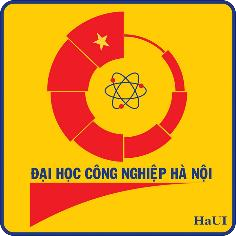 ĐẠI HỌC CÔNG NGHIỆP HÀ NỘI
HaUI